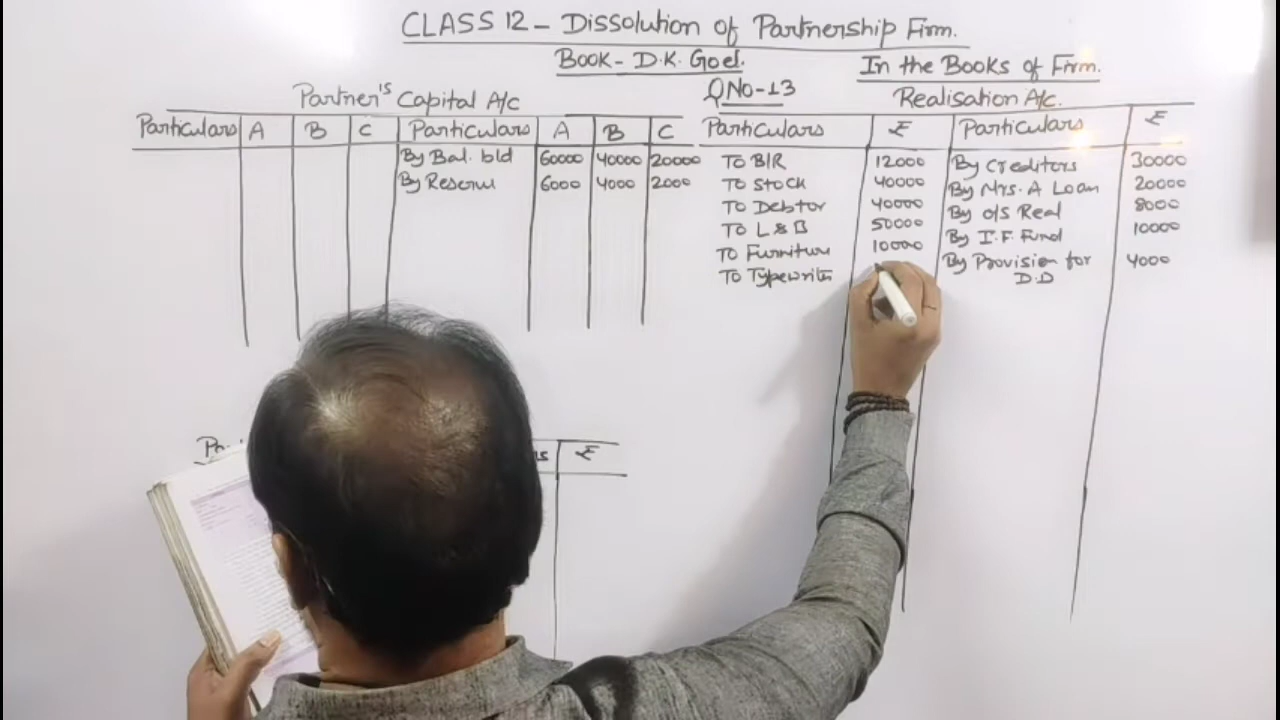 CLASS 12 - Dissolution of Partnership Firm.
Book - D.K. Goel.
In the Books of Firm.
Partner's Capital A/c
Particulars A B C Particulars A B C
By Bal. b/d 60000 40000 20000
By Reserve 6000 4000 2000
QNo-13
Realisation A/c.
Particulars ₹ Particulars ₹
To B/R 12000 By Creditors 30000
To Stock 40000 By Mrs. A Loan 20000
To Debtor 40000 By O/S Real 8000
To L&B 50000 By I.F. Fund 10000
To Furniture 10000 By Provision for 4000
To Typewriter D.D
₹